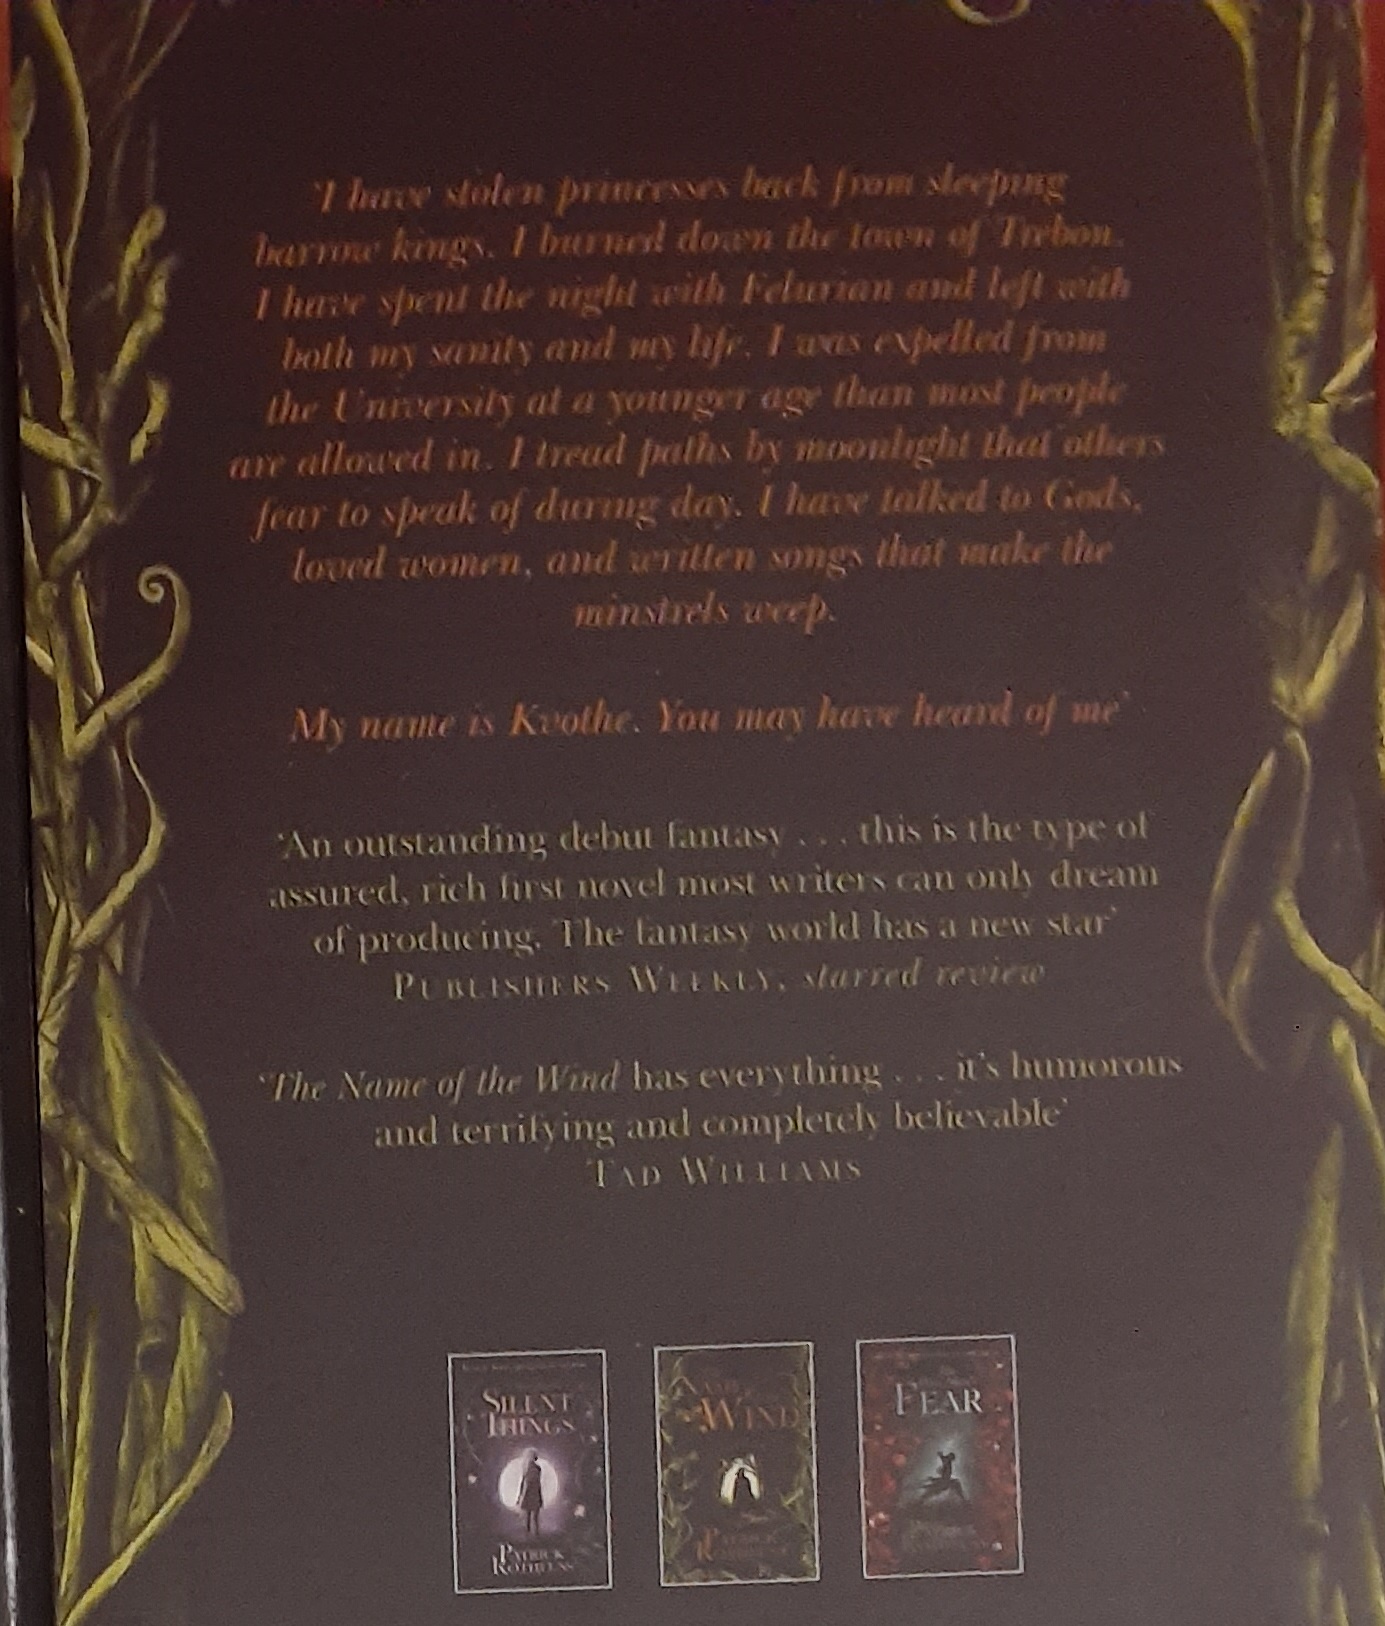 'I have stolen princesses back from sleeping
barrow kings. I burned down the town of Trebon.
I have spent the night with Felurian and left with
both my sanity and my life. I was expelled from
the University at a younger age than most people
are allowed in. I tread paths by moonlight that others
fear to speak of during day. I have talked to Gods,
loved women, and written songs that make the
minstrels weep.
My name is Kvothe. You may have heard of me'
'An outstanding debut fantasy . . . this is the type of
assured, rich first novel most writers can only dream
of producing. The fantasy world has a new star'
PUBLISHERS WEEKLY, starred review
'The Name of the Wind has everything . . . it's humorous
and terrifying and completely believable'
TAD WILLIAMS
SILENT
THINGS
PATRICK
ROTHFUSS
NAME
WIND
PATRICK
ROTHFUSS
FEAR
PATRICK
ROTHFUSS